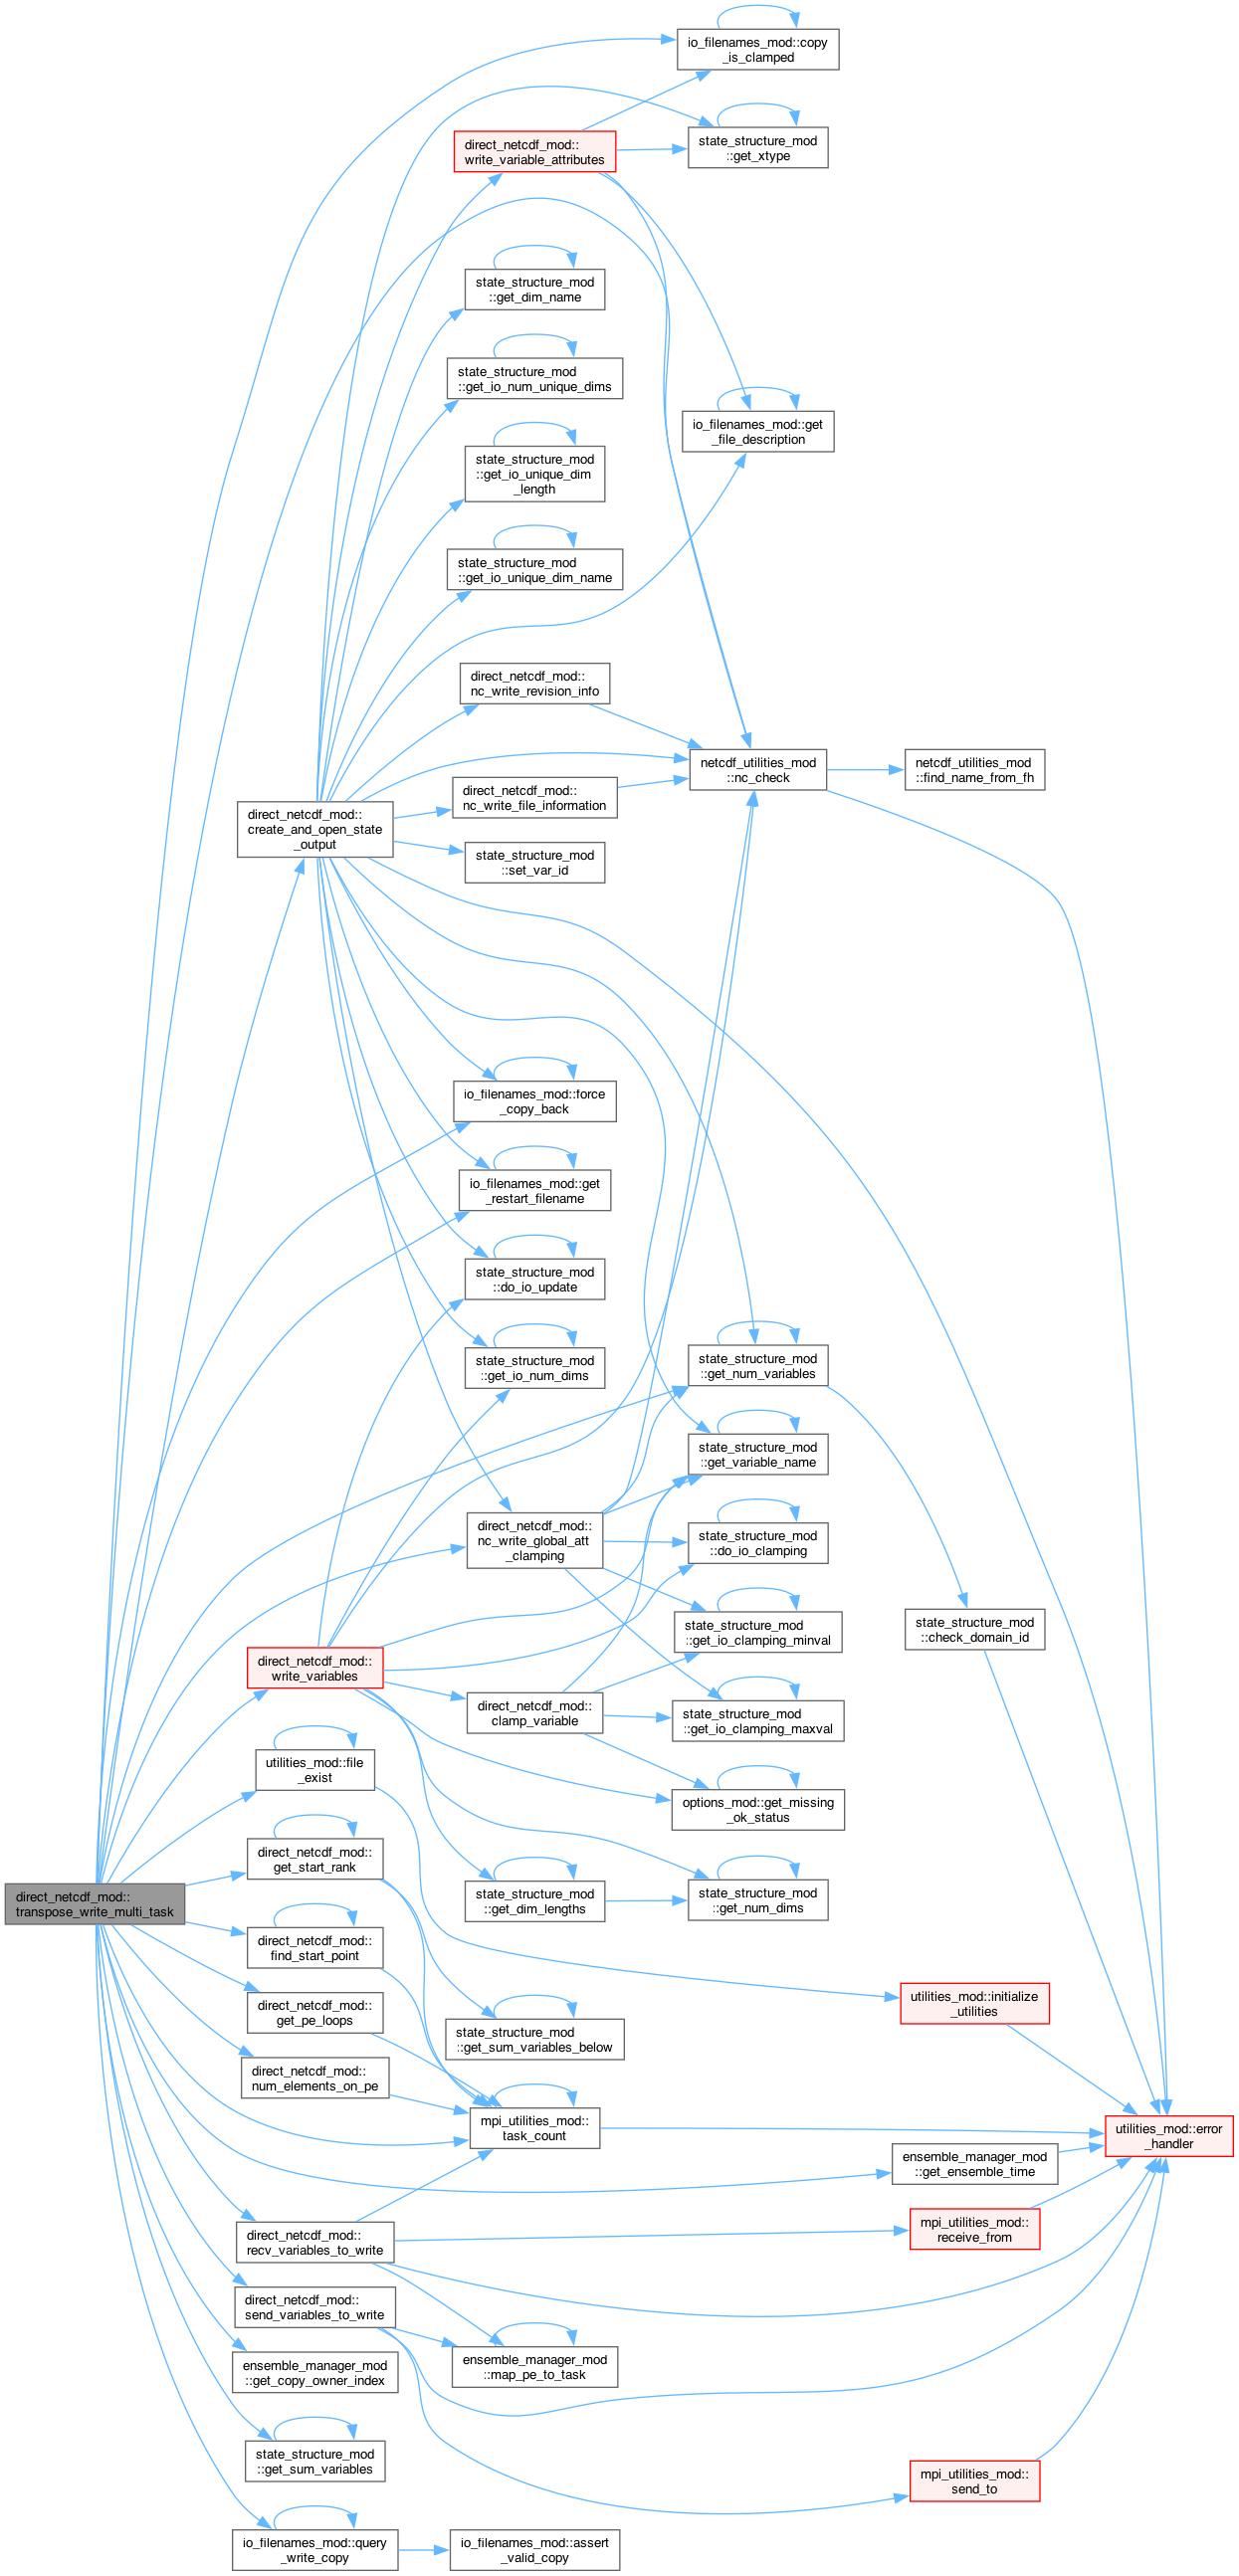 io_filenames_mod::copy
_is_clamped
state_structure_mod
::get_xtype
direct_netcdf_mod::
write_variable_attributes
state_structure_mod
::get_dim_name
state_structure_mod
::get_io_num_unique_dims
io_filenames_mod::get
_file_description
state_structure_mod
::get_io_unique_dim
_length
state_structure_mod
::get_io_unique_dim_name
direct_netcdf_mod::
nc_write_revision_info
netcdf_utilities_mod
::nc_check
netcdf_utilities_mod
::find_name_from_fh
direct_netcdf_mod::
nc_write_file_information
direct_netcdf_mod::
create_and_open_state
_output
state_structure_mod
::set_var_id
io_filenames_mod::force
_copy_back
io_filenames_mod::get
_restart_filename
state_structure_mod
::do_io_update
state_structure_mod
::get_io_num_dims
state_structure_mod
::get_num_variables
state_structure_mod
::get_variable_name
direct_netcdf_mod::
nc_write_global_att
_clamping
state_structure_mod
::do_io_clamping
state_structure_mod
::get_io_clamping_minval
state_structure_mod
::check_domain_id
direct_netcdf_mod::
write_variables
direct_netcdf_mod::
clamp_variable
state_structure_mod
::get_io_clamping_maxval
utilities_mod::file
_exist
options_mod::get_missing
_ok_status
direct_netcdf_mod::
get_start_rank
direct_netcdf_mod::
transpose_write_multi_task
state_structure_mod
::get_dim_lengths
state_structure_mod
::get_num_dims
direct_netcdf_mod::
find_start_point
utilities_mod::initialize
_utilities
direct_netcdf_mod::
get_pe_loops
state_structure_mod
::get_sum_variables_below
direct_netcdf_mod::
num_elements_on_pe
mpi_utilities_mod::
task_count
utilities_mod::error
_handler
ensemble_manager_mod
::get_ensemble_time
direct_netcdf_mod::
recv_variables_to_write
mpi_utilities_mod::
receive_from
direct_netcdf_mod::
send_variables_to_write
ensemble_manager_mod
::map_pe_to_task
ensemble_manager_mod
::get_copy_owner_index
state_structure_mod
::get_sum_variables
mpi_utilities_mod::
send_to
io_filenames_mod::query
_write_copy
io_filenames_mod::assert
_valid_copy